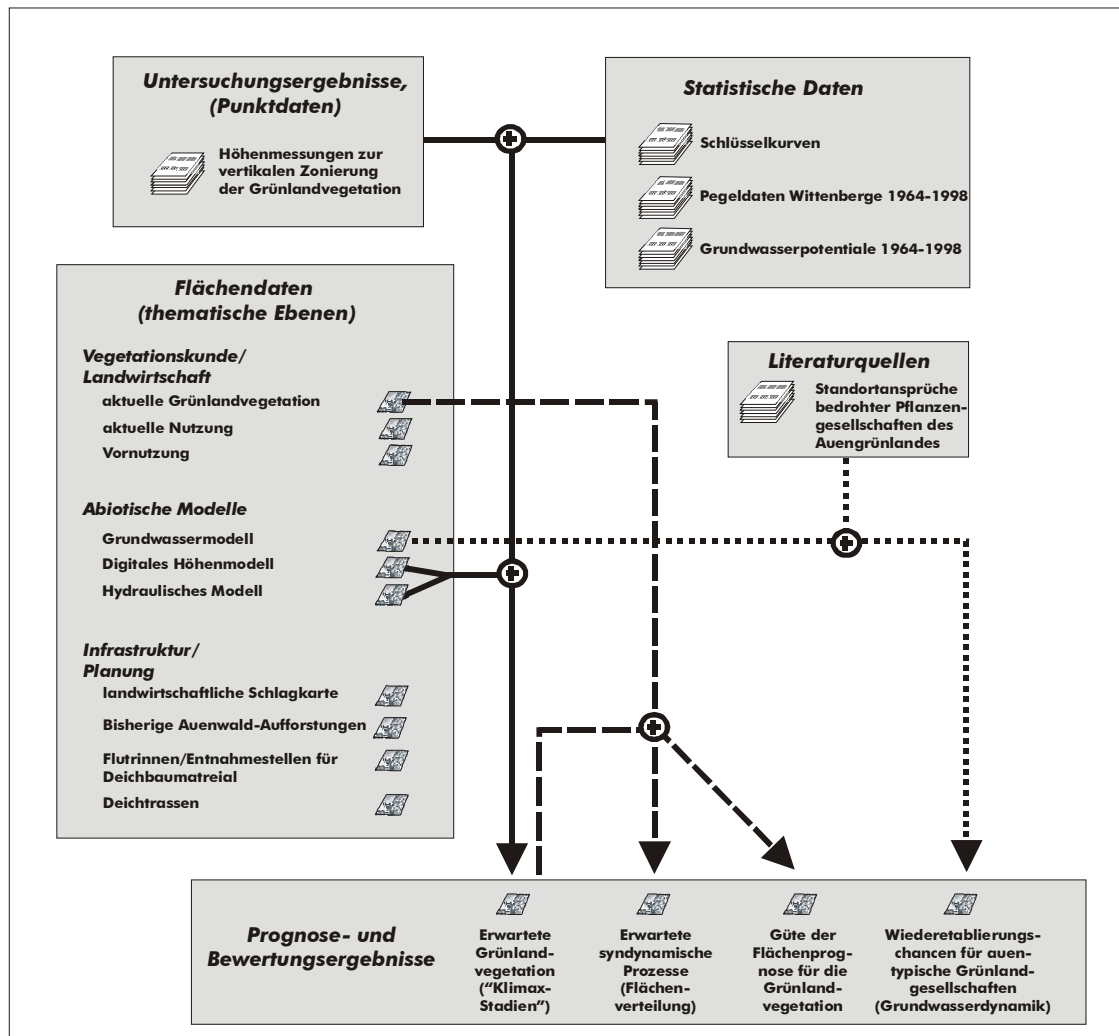 Untersuchungsergebnisse,
(Punktdaten)
Höhenmessungen zur
vertikalen Zonierung
der Grünlandvegetation
Statistische Daten
Schlüsselkurven
Pegeldaten Wittenberge 1964-1998
Grundwasserpotentiale 1964-1998
Flächendaten
(thematische Ebenen)
Vegetationskunde/
Landwirtschaft
aktuelle Grünlandvegetation
aktuelle Nutzung
Vornutzung
Abiotische Modelle
Grundwassermodell
Digitales Höhenmodell
Hydraulisches Modell
Infrastruktur/
Planung
landwirtschaftliche Schlagkarte
Bisherige Auenwald-Aufforstungen
Flutrinnen/Entnahmestellen für
Deichbaumatreial
Deichtrassen
Literaturquellen
Standortansprüche
bedrohter Pflanzen-
gesellschaften des
Auengrünlandes
Prognose- und
Bewertungsergebnisse
Erwartete
Grünland-
vegetation
(“Klimax-
Stadien”)
Erwartete
syndynamische
Prozesse
(Flächen-
verteilung)
Güte der
Flächenprog-
nose für die
Grünland-
vegetation
Wiederetablierungs-
chancen für auen-
typische Grünland-
gesellschaften
(Grundwasserdynamik)